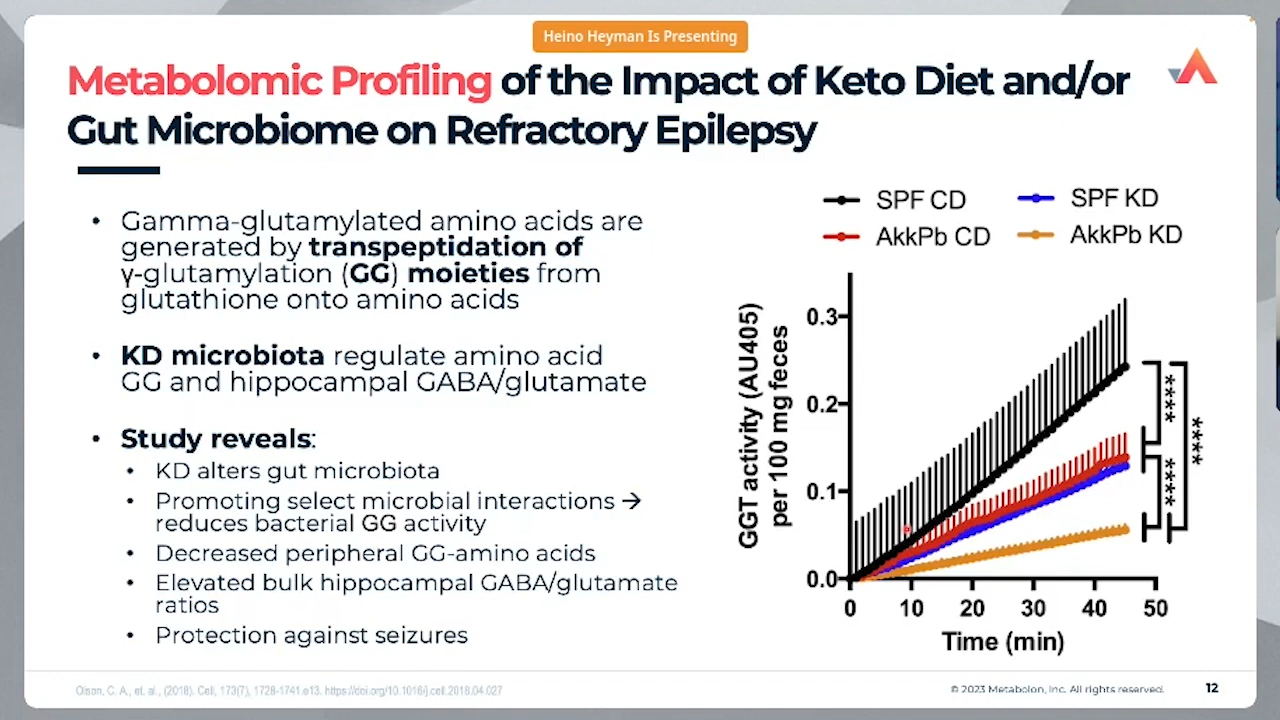 Heino Heyman Is Presenting
Metabolomic Profiling of the Impact of Keto Diet and/or
Gut Microbiome on Refractory Epilepsy
• Gamma-glutamylated amino acids are
generated by transpeptidation of
γ-glutamylation (GG) moieties from
glutathione onto amino acids
• KD microbiota regulate amino acid
GG and hippocampal GABA/glutamate
• Study reveals:
• KD alters gut microbiota
• Promoting select microbial interactions →
reduces bacterial GG activity
• Decreased peripheral GG-amino acids
• Elevated bulk hippocampal GABA/glutamate
ratios
• Protection against seizures
SPF CD
SPF KD
AkkPb CD
AkkPb KD
GGT activity (AU405)
per 100 mg feces
0.3
0.2
0.1
0.0
0 10 20 30 40 50
Time (min)
****
****
****
Olson, C. A., et. al., (2018). Cell, 173(7), 1728-1741.e13. https://doi.org/10.1016/j.cell.2018.04.027
© 2023 Metabolon, Inc. All rights reserved.
12